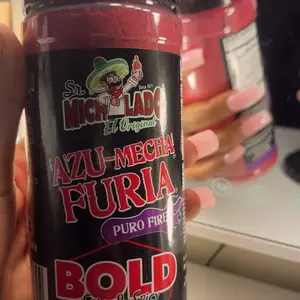 Sr.
MICHELADO
El Original
AZU-MECHA
FURIA
PURO FIRE
BOLD